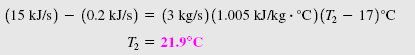 (15 kJ/s) − (0.2 kJ/s) = (3 kg/s)(1.005 kJ/kg · °C)(T₂ − 17)°C
T₂ = 21.9°C